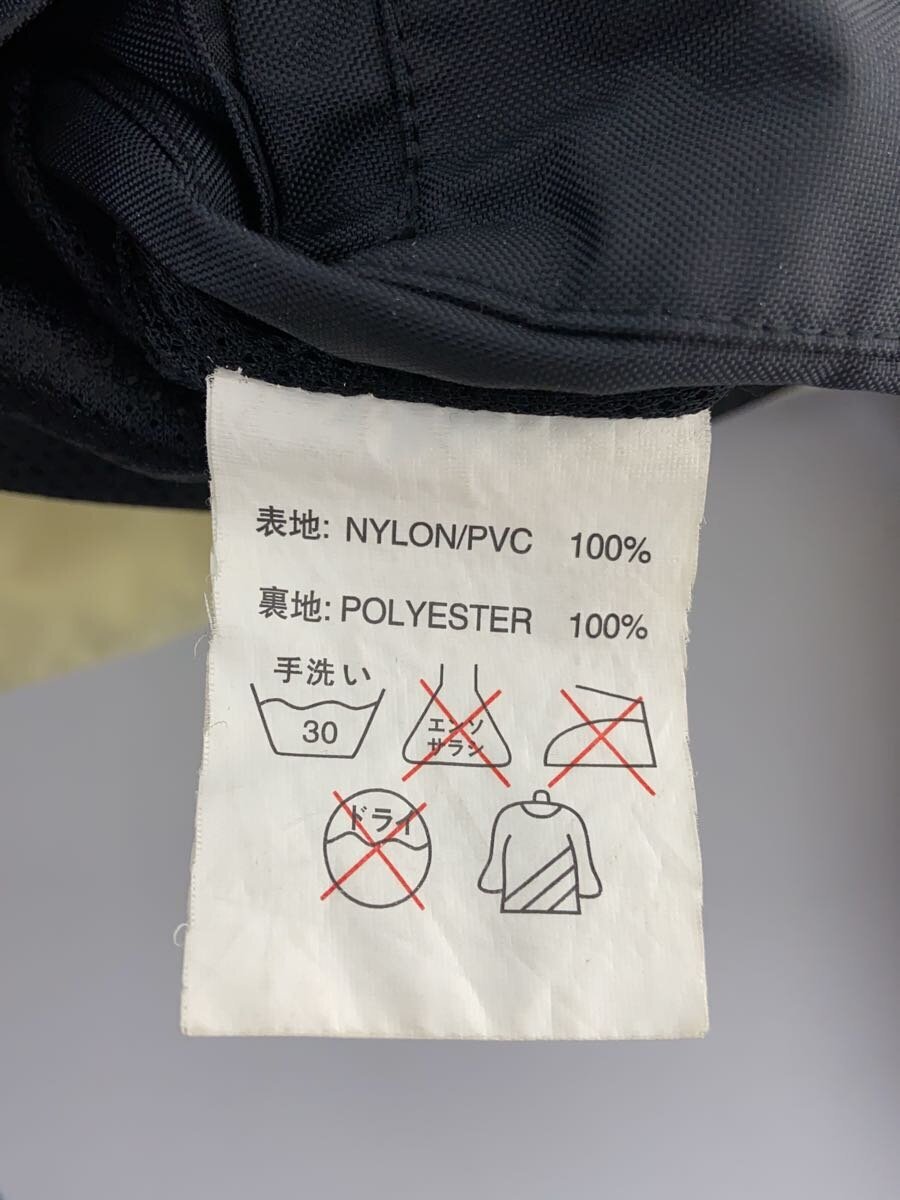 表地: NYLON/PVC 100%
裏地: POLYESTER 100%
手洗い
30
エンソ
サラシ
ドライ